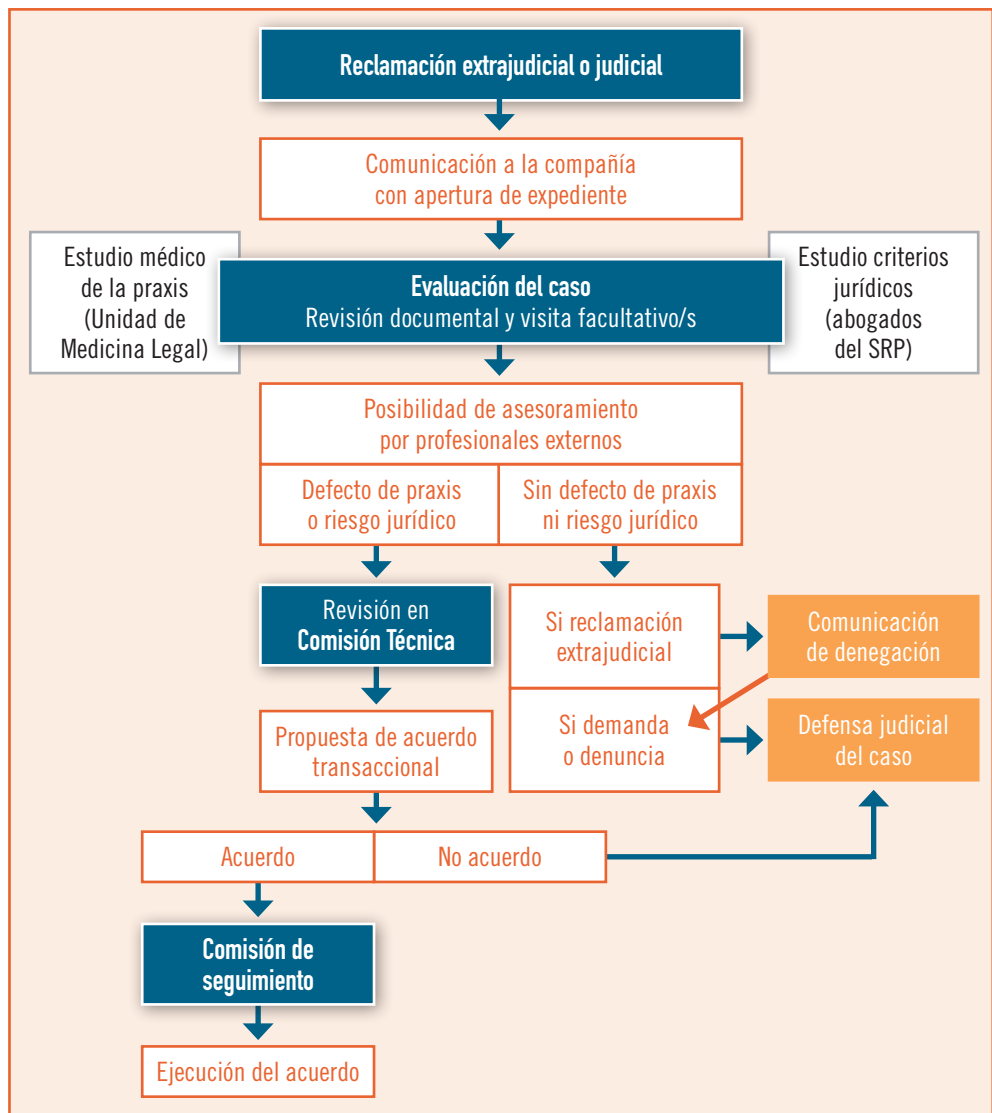 Reclamación extrajudicial o judicial
Comunicación a la compañía
con apertura de expediente
Estudio médico
de la praxis
(Unidad de
Medicina Legal)
Evaluación del caso
Revisión documental y visita facultativo/s
Estudio criterios
jurídicos
(abogados
del SRP)
Posibilidad de asesoramiento
por profesionales externos
Defecto de praxis
o riesgo jurídico
Sin defecto de praxis
ni riesgo jurídico
Revisión en
Comisión Técnica
Si reclamación
extrajudicial
Comunicación
de denegación
Propuesta de acuerdo
transaccional
Si demanda
o denuncia
Defensa judicial
del caso
Acuerdo
No acuerdo
Comisión de
seguimiento
Ejecución del acuerdo